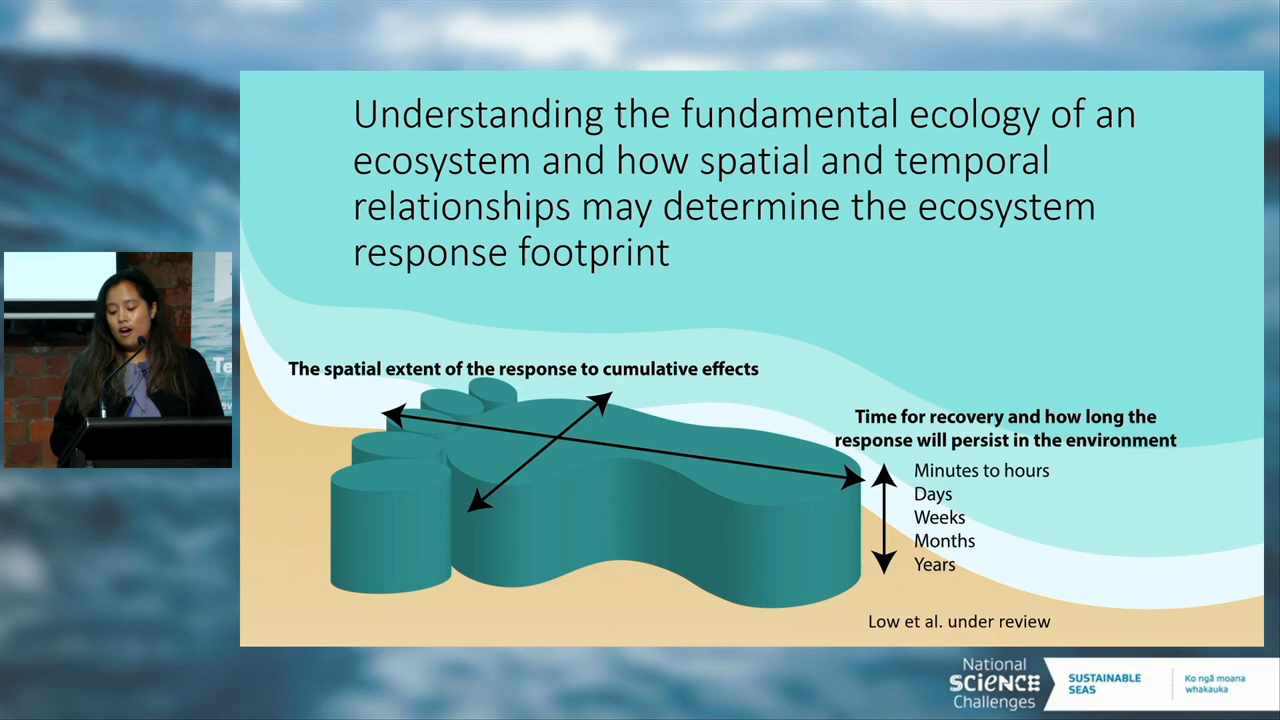 Understanding the fundamental ecology of an
ecosystem and how spatial and temporal
relationships may determine the ecosystem
response footprint
The spatial extent of the response to cumulative effects
Time for recovery and how long the
response will persist in the environment
Minutes to hours
Days
Weeks
Months
Years
Low et al. under review
Te
National
SCIENCE
Challenges
SUSTAINABLE
SEAS
Ko ngā moana
whakauka